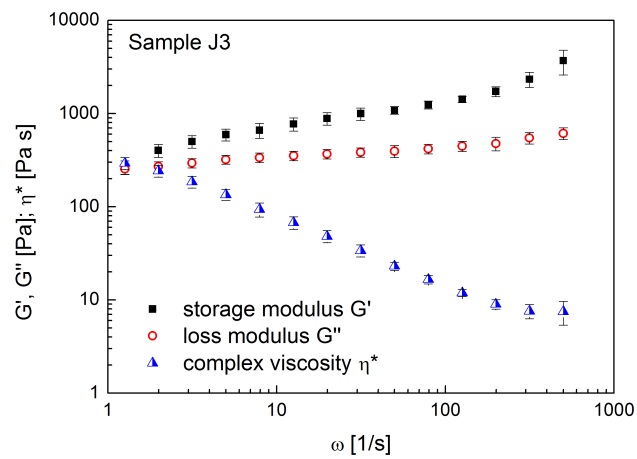 Sample J3
G', G'' [Pa]; η* [Pa s]
10000
1000
100
10
1
storage modulus G'
loss modulus G''
complex viscosity η*
1 10 100 1000
ω [1/s]